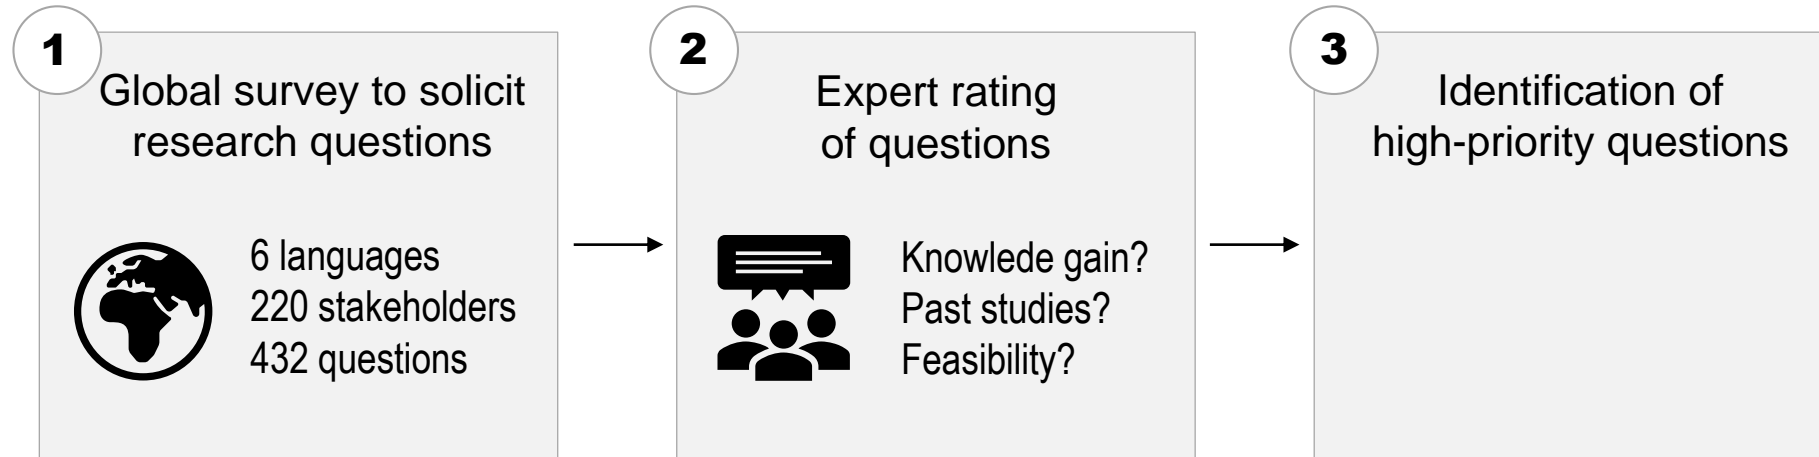 1
Global survey to solicit
research questions
6 languages
220 stakeholders
432 questions
2
Expert rating
of questions
Knowlede gain?
Past studies?
Feasibility?
3
Identification of
high-priority questions